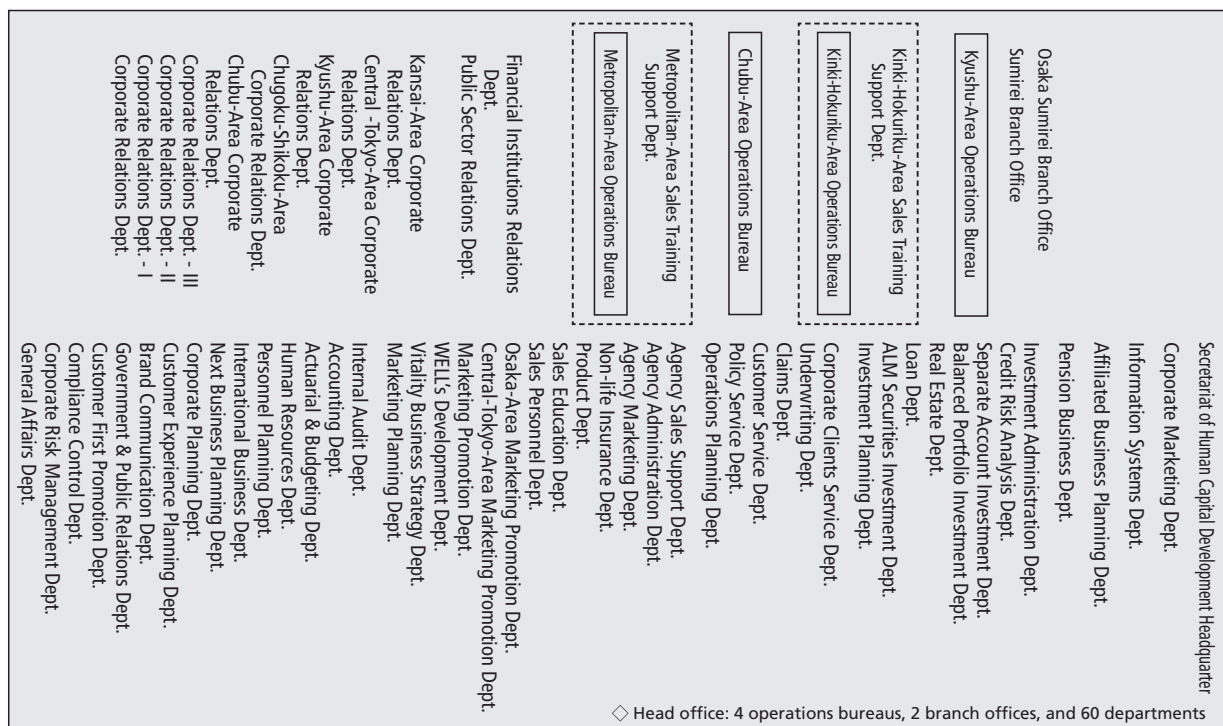 Osaka Sumirei Branch Office
Sumirei Branch Office
Kyushu-Area Operations Bureau
Kinki-Hokuriku-Area Sales Training
Support Dept.
Kinki-Hokuriku-Area Operations Bureau
Chubu-Area Operations Bureau
Metropolitan-Area Sales Training
Support Dept.
Metropolitan-Area Operations Bureau
Financial Institutions Relations
Dept.
Public Sector Relations Dept.
Kansai-Area Corporate
Relations Dept.
Central -Tokyo-Area Corporate
Relations Dept.
Kyushu-Area Corporate
Relations Dept.
Chugoku-Shikoku-Area
Corporate Relations Dept.
Chubu-Area Corporate
Relations Dept.
Corporate Relations Dept. - III
Corporate Relations Dept. - II
Corporate Relations Dept. - I
Corporate Relations Dept.
Secretariat of Human Capital Development Headquarter
Corporate Marketing Dept.
Information Systems Dept.
Affiliated Business Planning Dept.
Pension Business Dept.
Investment Administration Dept.
Credit Risk Analysis Dept.
Separate Account Investment Dept.
Balanced Portfolio Investment Dept.
Real Estate Dept.
Loan Dept.
ALM Securities Investment Dept.
Investment Planning Dept.
Corporate Clients Service Dept.
Underwriting Dept.
Claims Dept.
Customer Service Dept.
Policy Service Dept.
Operations Planning Dept.
Agency Sales Support Dept.
Agency Administration Dept.
Agency Marketing Dept.
Non-life Insurance Dept.
Product Dept.
Sales Education Dept.
Sales Personnel Dept.
Osaka-Area Marketing Promotion Dept.
Central-Tokyo-Area Marketing Promotion Dept.
Marketing Promotion Dept.
WELL's Development Dept.
Vitality Business Strategy Dept.
Marketing Planning Dept.
Internal Audit Dept.
Accounting Dept.
Actuarial & Budgeting Dept.
Human Resources Dept.
Personnel Planning Dept.
International Business Dept.
Next Business Planning Dept.
Corporate Planning Dept.
Customer Experience Planning Dept.
Brand Communication Dept.
Government & Public Relations Dept.
Customer First Promotion Dept.
Compliance Control Dept.
Corporate Risk Management Dept.
General Affairs Dept.
◇ Head office: 4 operations bureaus, 2 branch offices, and 60 departments